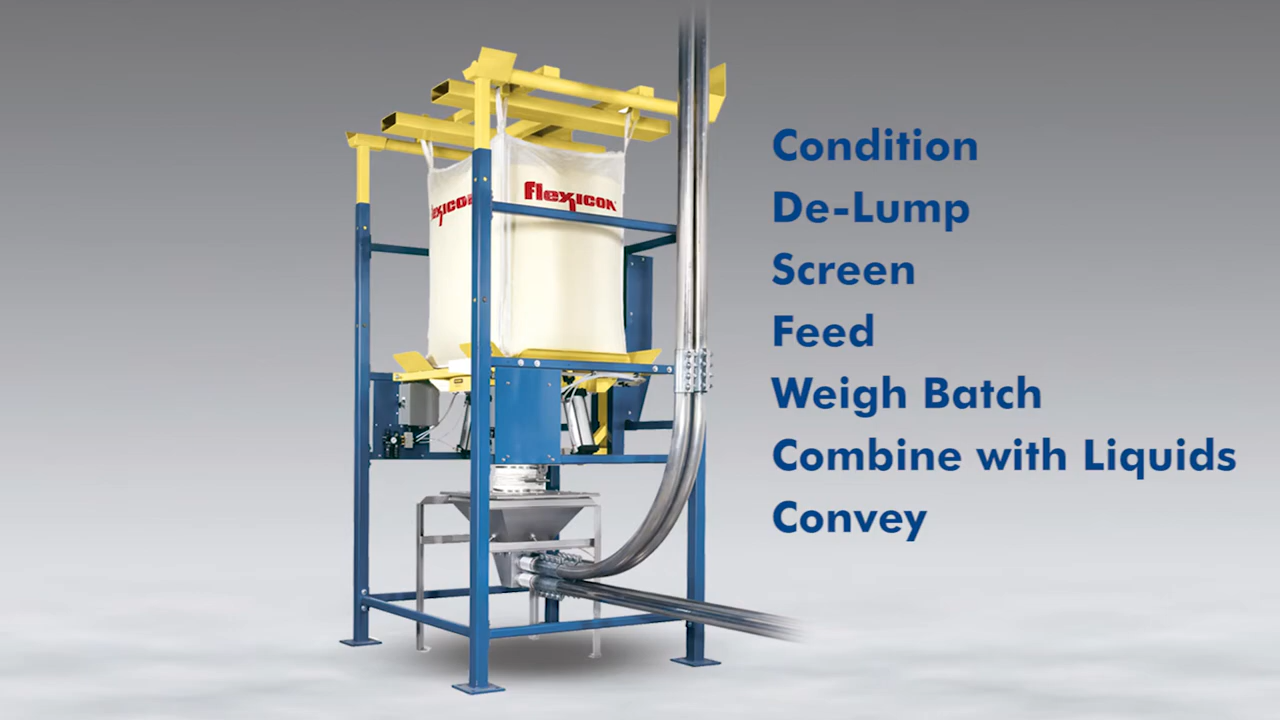 flexicon
flexicon
Condition
De-Lump
Screen
Feed
Weigh Batch
Combine with Liquids
Convey